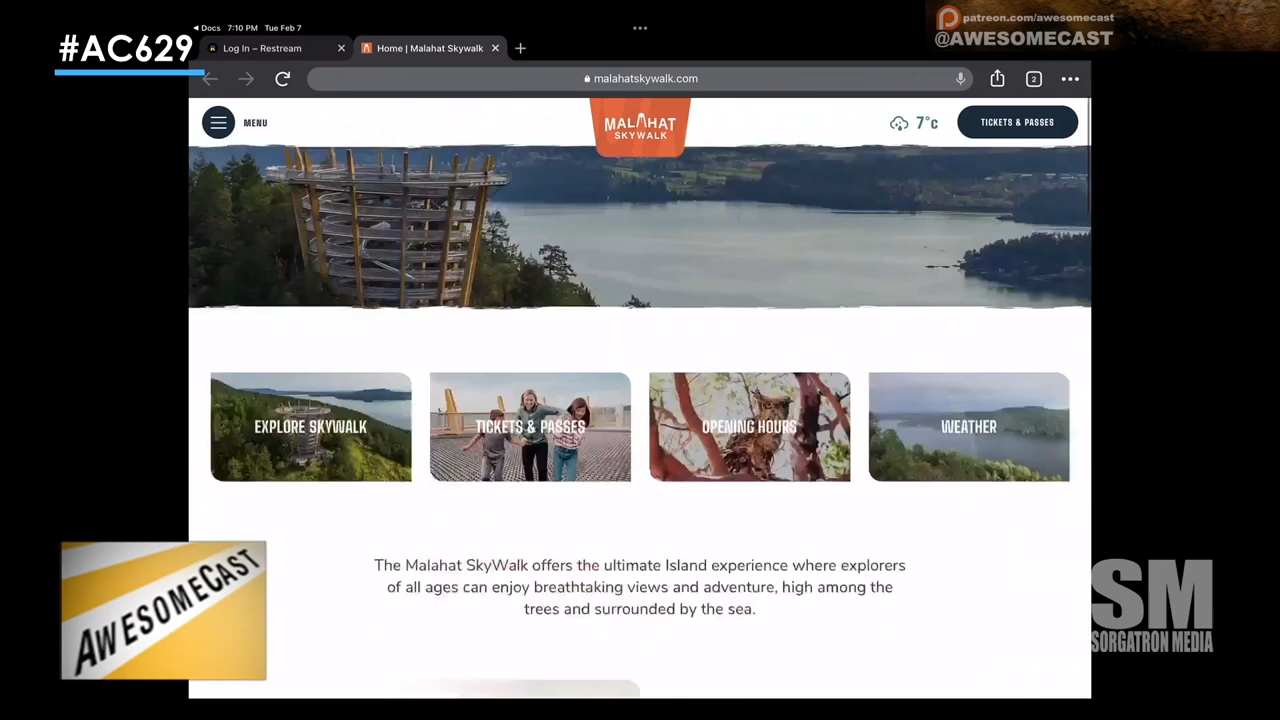 Docs 7:10 PM Tue Feb 7
patreon.com/awesomecast
@AWESOMECAST
#AC629
Log In – Restream
Home | Malahat Skywalk
malahatskywalk.com
2
MENU
MALAHAT
SKYWALK
7°c
TICKETS & PASSES
EXPLORE SKYWALK
TICKETS & PASSES
OPENING HOURS
WEATHER
The Malahat SkyWalk offers the ultimate Island experience where explorers
of all ages can enjoy breathtaking views and adventure, high among the
trees and surrounded by the sea.
AWESOMECAST
SM
SORGATRON MEDIA